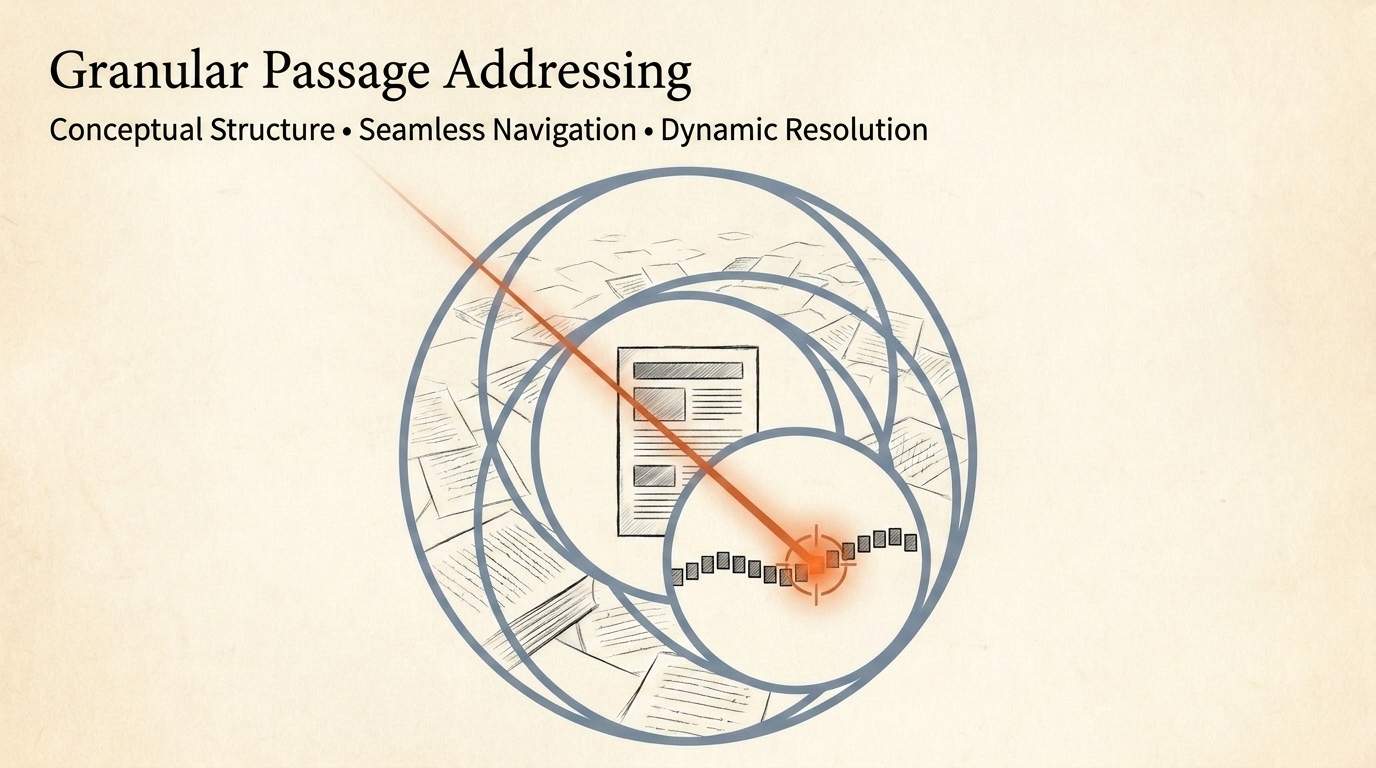 Granular Passage Addressing
Conceptual Structure • Seamless Navigation • Dynamic Resolution